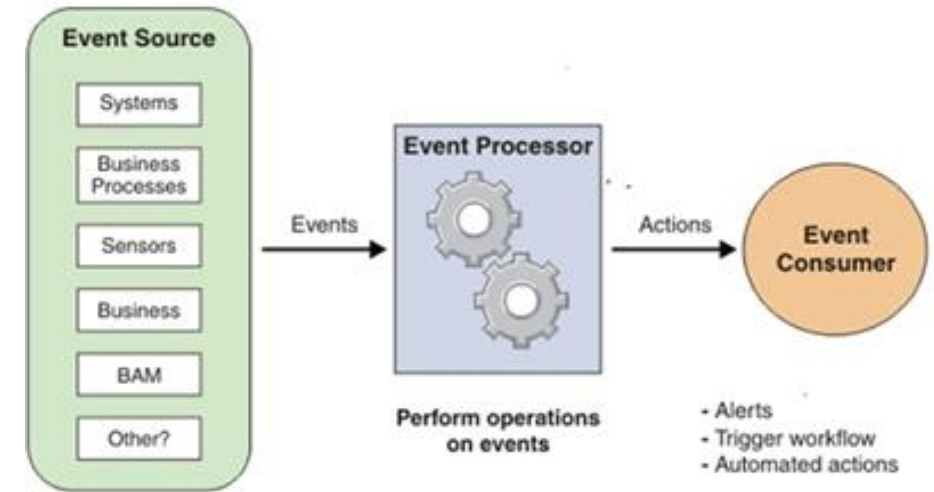 Event Source
Systems
Business
Processes
Sensors
Business
BAM
Other?
Events
Event Processor
Perform operations
on events
Actions
Event
Consumer
- Alerts
- Trigger workflow
- Automated actions